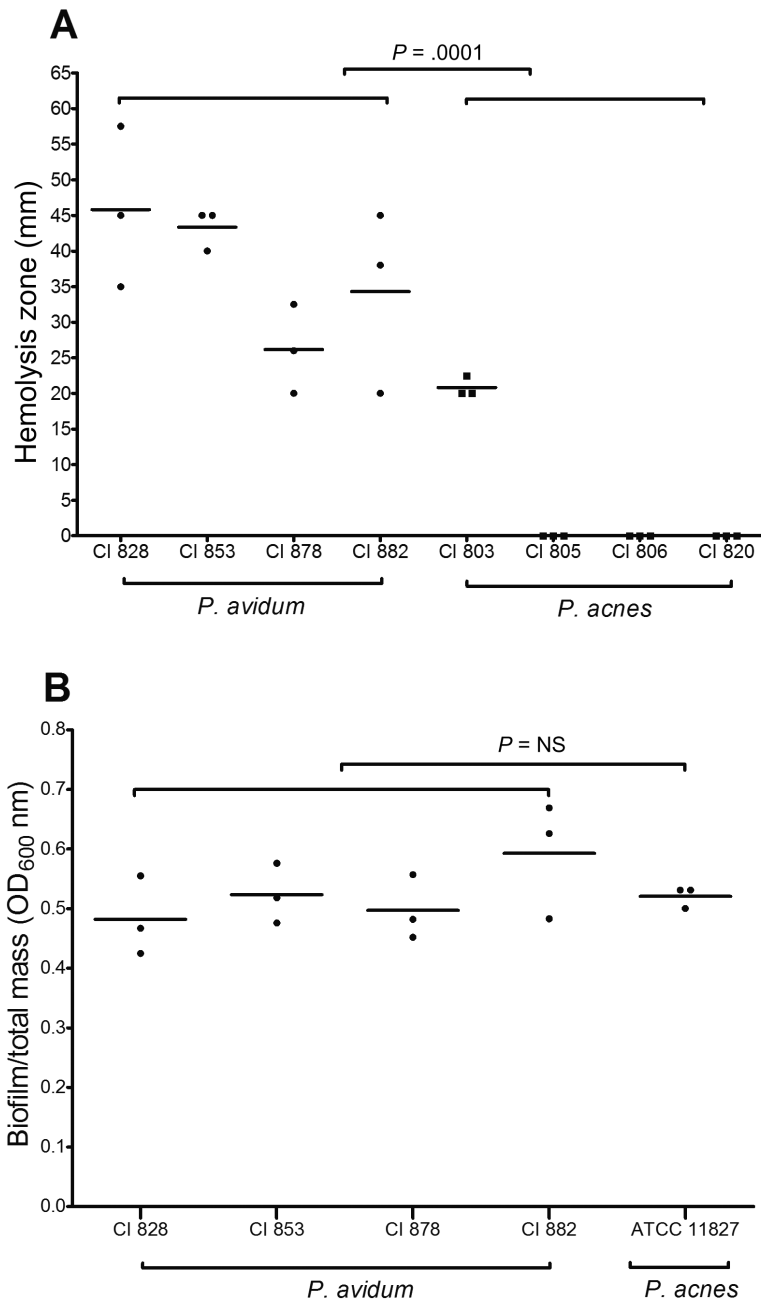 A
P = .0001
Hemolysis zone (mm)
65
60
55
50
45
40
35
30
25
20
15
10
5
0
CI 828 CI 853 CI 878 CI 882 CI 803 CI 805 CI 806 CI 820
P. avidum P. acnes
B
P = NS
Biofilm/total mass (OD600 nm)
0.8
0.7
0.6
0.5
0.4
0.3
0.2
0.1
0.0
CI 828 CI 853 CI 878 CI 882 ATCC 11827
P. avidum P. acnes